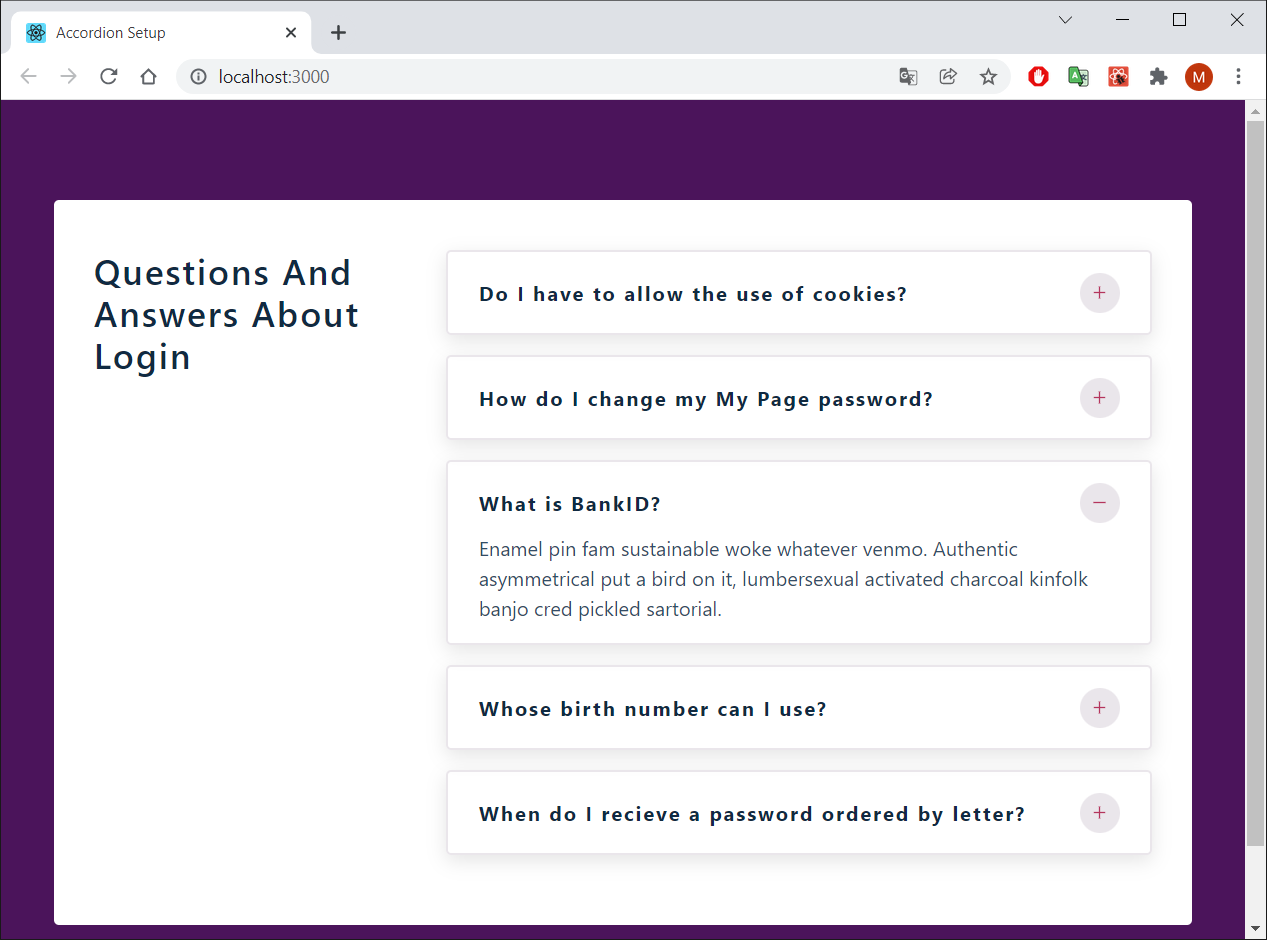 Accordion Setup
localhost:3000
M
Questions And
Answers About
Login
Do I have to allow the use of cookies?
How do I change my My Page password?
What is BankID?
Enamel pin fam sustainable woke whatever venmo. Authentic
asymmetrical put a bird on it, lumbersexual activated charcoal kinfolk
banjo cred pickled sartorial.
Whose birth number can I use?
When do I recieve a password ordered by letter?